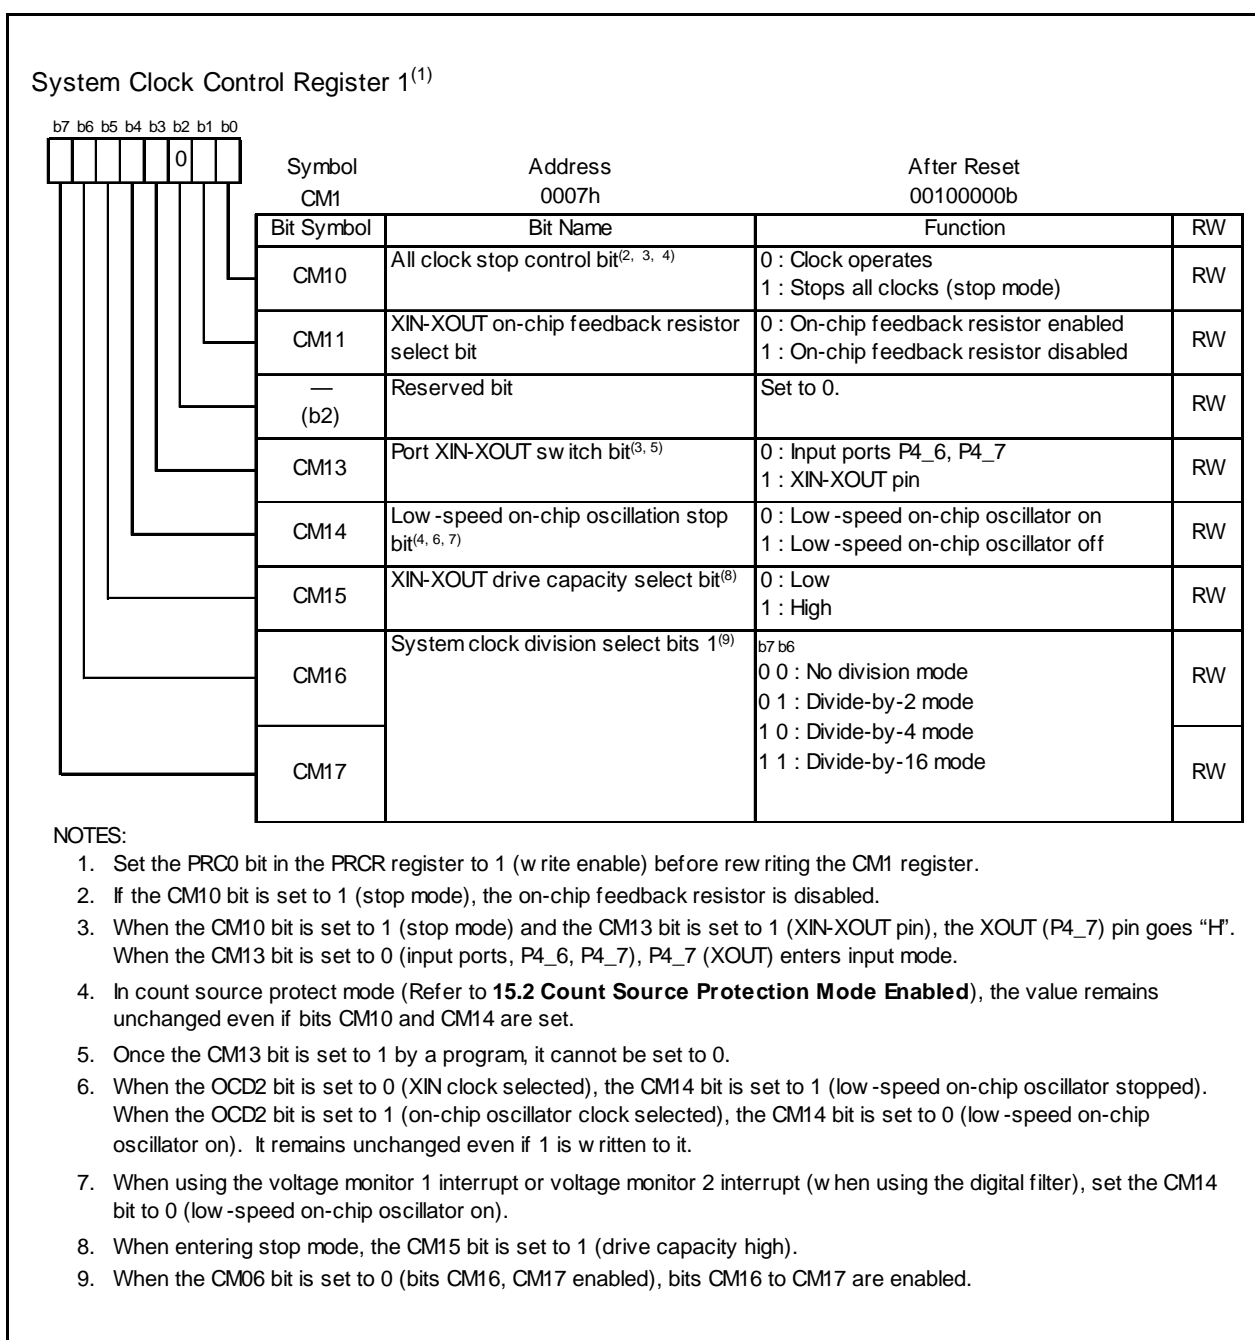 System Clock Control Register 1(1)
b7 b6 b5 b4 b3 b2 b1 b0
0
Symbol Address After Reset
CM1 0007h 00100000b
Bit Symbol Bit Name Function RW
CM10 All clock stop control bit(2, 3, 4) 0 : Clock operates RW
1 : Stops all clocks (stop mode)
CM11 XIN-XOUT on-chip feedback resistor 0 : On-chip feedback resistor enabled RW
select bit 1 : On-chip feedback resistor disabled
— Reserved bit Set to 0. RW
(b2)
CM13 Port XIN-XOUT switch bit(3, 5) 0 : Input ports P4_6, P4_7 RW
1 : XIN-XOUT pin
CM14 Low-speed on-chip oscillation stop 0 : Low-speed on-chip oscillator on RW
bit(4, 6, 7) 1 : Low-speed on-chip oscillator off
CM15 XIN-XOUT drive capacity select bit(8) 0 : Low RW
1 : High
CM16 System clock division select bits 1(9) b7 b6 RW
0 0 : No division mode
0 1 : Divide-by-2 mode
1 0 : Divide-by-4 mode
CM17 1 1 : Divide-by-16 mode RW
NOTES:
1. Set the PRC0 bit in the PRCR register to 1 (write enable) before rewriting the CM1 register.
2. If the CM10 bit is set to 1 (stop mode), the on-chip feedback resistor is disabled.
3. When the CM10 bit is set to 1 (stop mode) and the CM13 bit is set to 1 (XIN-XOUT pin), the XOUT (P4_7) pin goes “H”.
When the CM13 bit is set to 0 (input ports, P4_6, P4_7), P4_7 (XOUT) enters input mode.
4. In count source protect mode (Refer to 15.2 Count Source Protection Mode Enabled), the value remains
unchanged even if bits CM10 and CM14 are set.
5. Once the CM13 bit is set to 1 by a program, it cannot be set to 0.
6. When the OCD2 bit is set to 0 (XIN clock selected), the CM14 bit is set to 1 (low-speed on-chip oscillator stopped).
When the OCD2 bit is set to 1 (on-chip oscillator clock selected), the CM14 bit is set to 0 (low-speed on-chip
oscillator on). It remains unchanged even if 1 is written to it.
7. When using the voltage monitor 1 interrupt or voltage monitor 2 interrupt (when using the digital filter), set the CM14
bit to 0 (low-speed on-chip oscillator on).
8. When entering stop mode, the CM15 bit is set to 1 (drive capacity high).
9. When the CM06 bit is set to 0 (bits CM16, CM17 enabled), bits CM16 to CM17 are enabled.